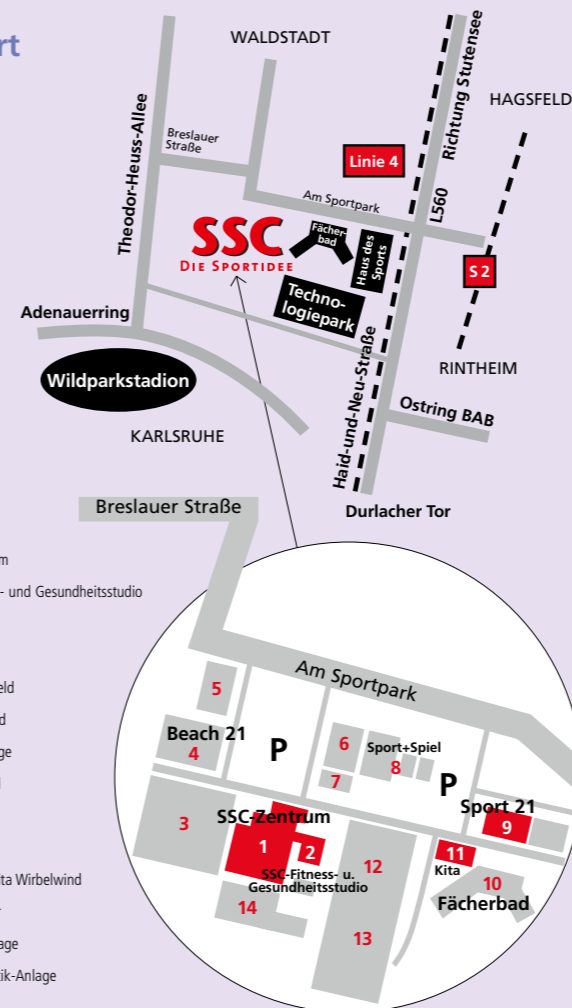 rt
WALDSTADT
Richtung Stutensee
HAGSFELD
Theodor-Heuss-Allee
Breslauer
Straße
Linie 4
L560
Am Sportpark
SSC
DIE SPORTIDEE
Fächer-
bad
Haus des
Sports
S 2
Techno-
logiepark
Adenauerring
Wildparkstadion
RINTHEIM
Haid-und-Neu-Straße
Ostring BAB
KARLSRUHE
Durlacher Tor
Breslauer Straße
m
- und Gesundheitsstudio
eld
d
ge
l
ita Wirbelwind
r
age
tik-Anlage
Am Sportpark
5
Beach 21
4
P
6
Sport+Spiel
8
7
P
Sport 21
9
3
SSC-Zentrum
1
2
SSC-Fitness- u.
Gesundheitsstudio
12
11
Kita
10
Fächerbad
14
13